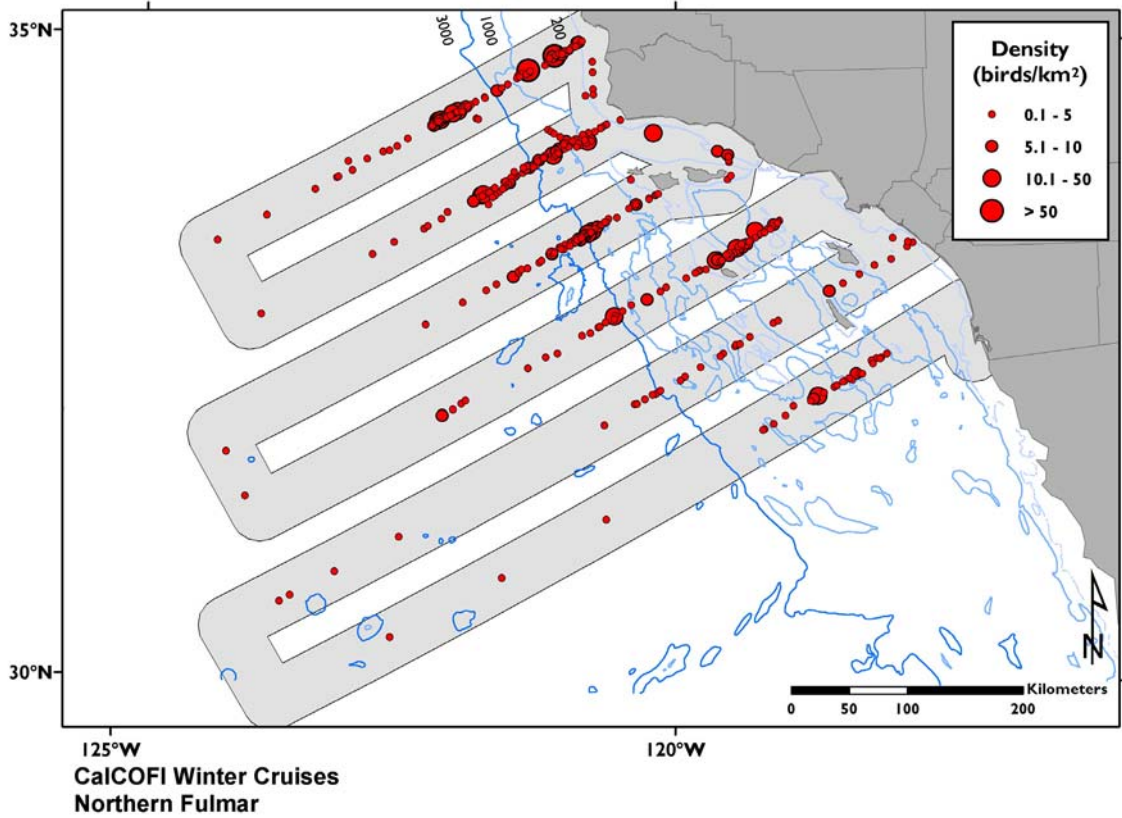 35°N
3000
1000
200
Density
(birds/km²)
0.1 - 5
5.1 - 10
10.1 - 50
> 50
30°N
N
Kilometers
0 50 100 200
125°W 120°W
CalCOFI Winter Cruises
Northern Fulmar